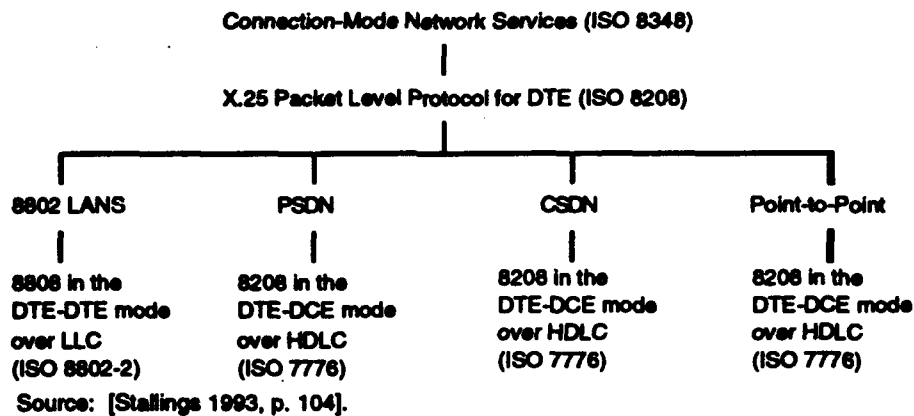 Connection-Mode Network Services (ISO 8348)
X.25 Packet Level Protocol for DTE (ISO 8208)
8802 LANS PSDN CSDN Point-to-Point
8808 in the 8208 in the 8208 in the 8208 in the
DTE-DTE mode DTE-DCE mode DTE-DCE mode DTE-DCE mode
over LLC over HDLC over HDLC over HDLC
(ISO 8802-2) (ISO 7776) (ISO 7776) (ISO 7776)
Source: [Stallings 1993, p. 104].